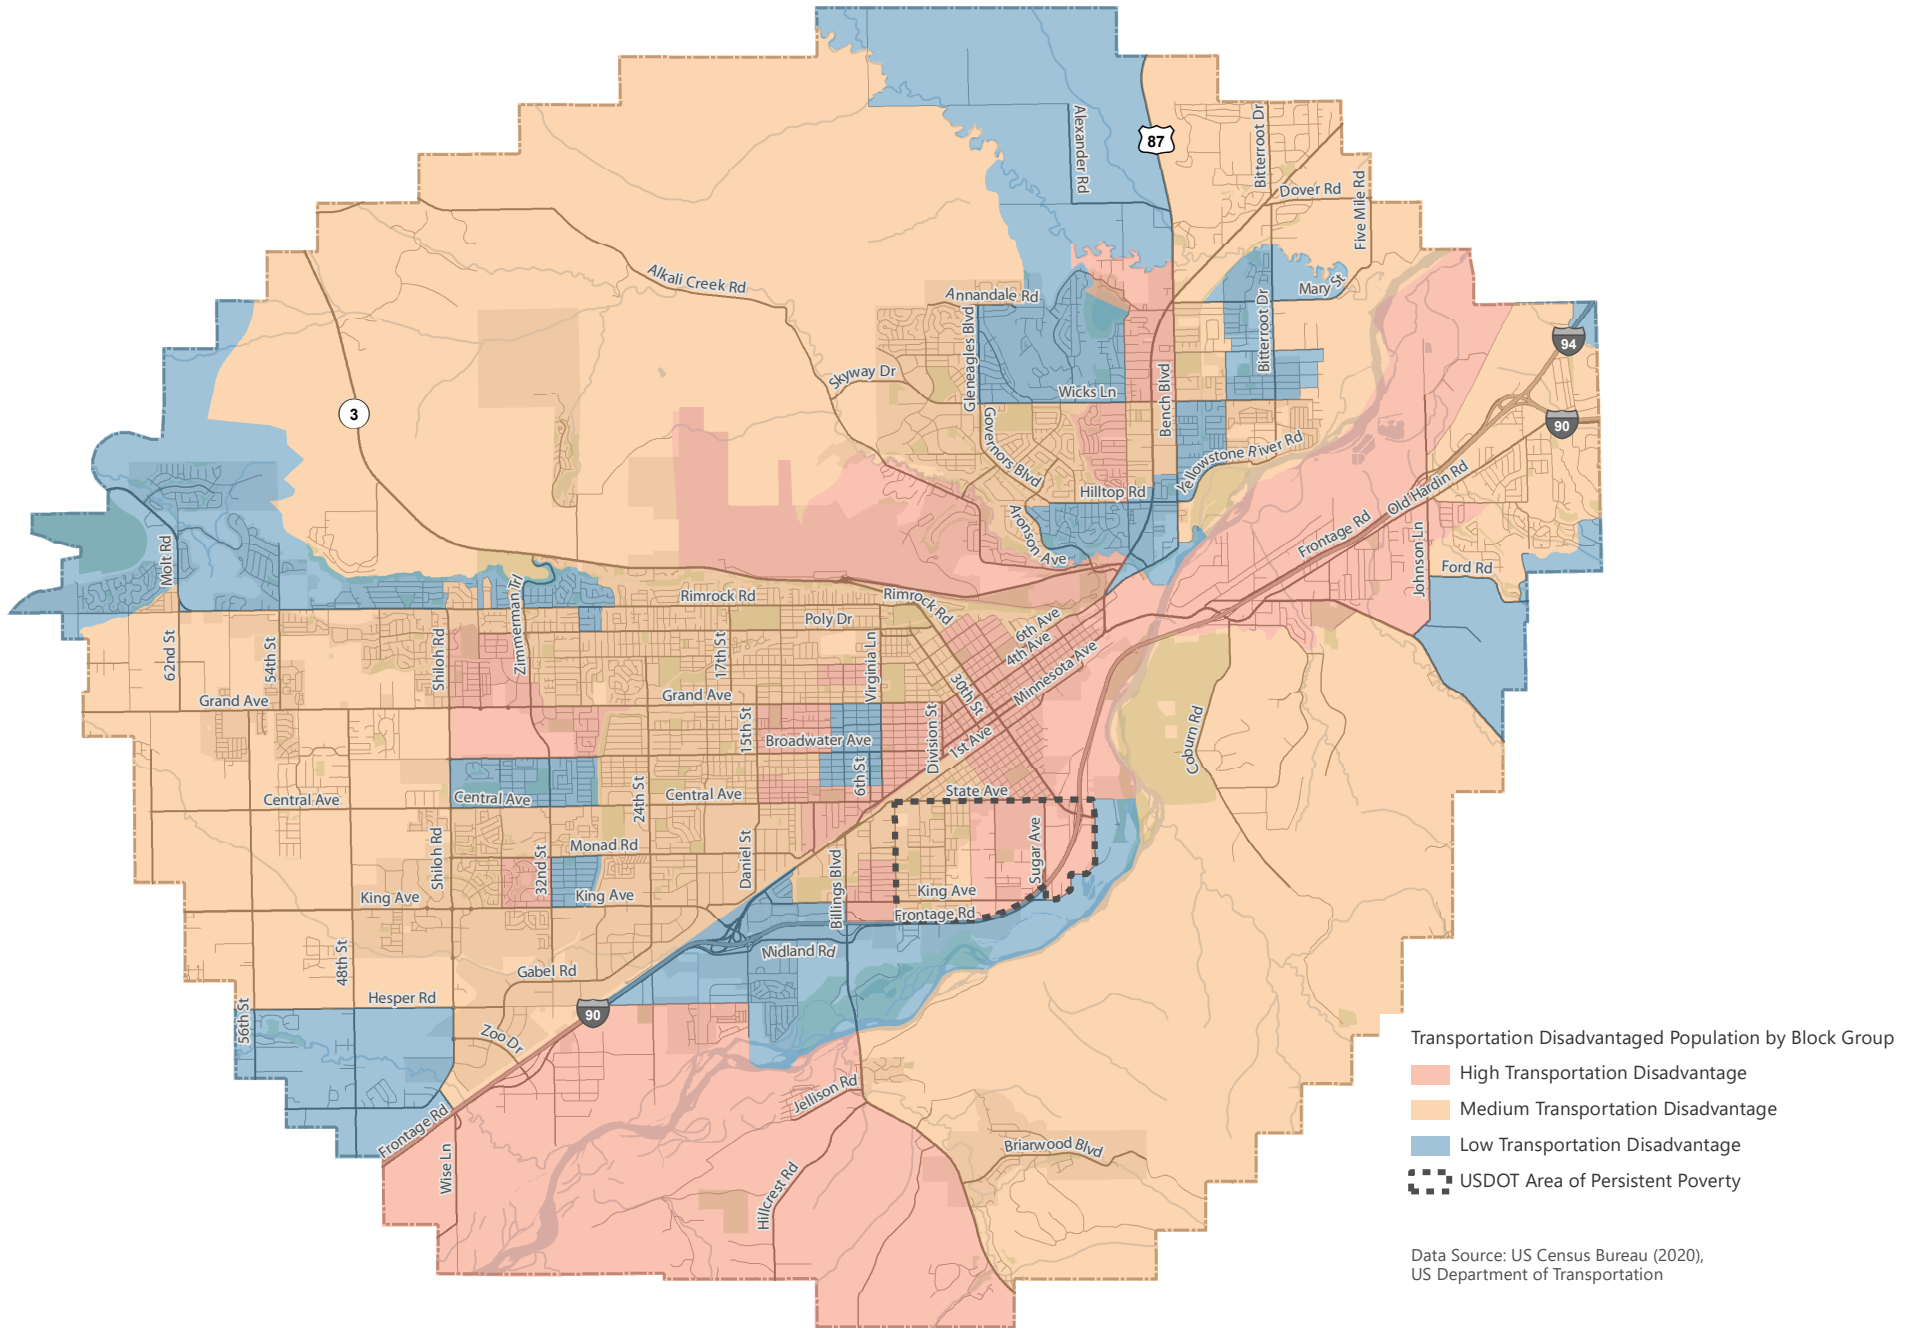 Alexander Rd
87
Bitterroot Dr
Dover Rd
Five Mile Rd
Alkali Creek Rd
Annandale Rd
Mary St
Gleneagles Blvd
Bitterroot Dr
94
Skyway Dr
Wicks Ln
Bench Blvd
3
90
Governors Blvd
Yellowstone River Rd
Hilltop Rd
Old Hardin Rd
Aronson Ave
Frontage Rd
Johnson Ln
Molt Rd
Ford Rd
Zimmerman Trl
Rimrock Rd
Rimrock Rd
Poly Dr
6th Ave
4th Ave
62nd St
54th St
Shiloh Rd
17th St
Virginia Ln
Minnesota Ave
Grand Ave
Grand Ave
30th St
15th St
Broadwater Ave
Division St
1st Ave
Coburn Rd
6th St
Central Ave
Central Ave
24th St
Central Ave
State Ave
Shiloh Rd
Monad Rd
Daniel St
Sugar Ave
32nd St
Billings Blvd
King Ave
King Ave
King Ave
Frontage Rd
48th St
Midland Rd
Gabel Rd
Hesper Rd
56th St
90
Zoo Dr
Jellison Rd
Frontage Rd
Briarwood Blvd
Wise Ln
Hillcrest Rd
Transportation Disadvantaged Population by Block Group
High Transportation Disadvantage
Medium Transportation Disadvantage
Low Transportation Disadvantage
USDOT Area of Persistent Poverty
Data Source: US Census Bureau (2020),
US Department of Transportation